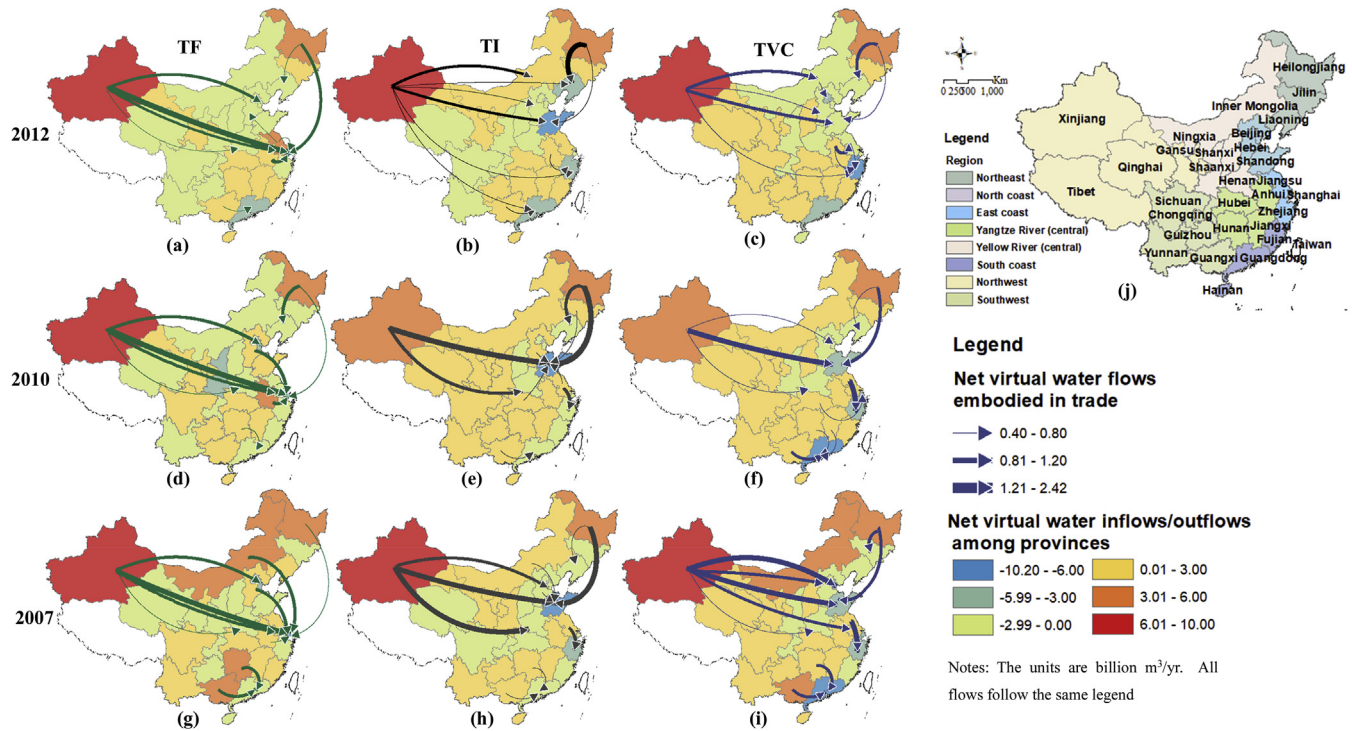 TF
TI
TVC
2012
(a)
(b)
(c)
2010
(d)
(e)
(f)
2007
(g)
(h)
(i)
0 250500 1,000 Km
Legend
Region
Northeast
North coast
East coast
Yangtze River (central)
Yellow River (central)
South coast
Northwest
Southwest
Heilongjiang
Jilin
Inner Mongolia
Liaoning
Xinjiang
Beijing
Ningxia
Hebei
Gansu
Shanxi
Shandong
Qinghai
Shaanxi
Henan
Jiangsu
Tibet
Anhui
Shanghai
Sichuan
Hubei
Chongqing
Zhejiang
Hunan
Jiangxi
Guizhou
Fujian
Taiwan
Yunnan
Guangxi
Guangdong
Hainan
(j)
Legend
Net virtual water flows
embodied in trade
0.40 - 0.80
0.81 - 1.20
1.21 - 2.42
Net virtual water inflows/outflows
among provinces
-10.20 - -6.00
0.01 - 3.00
-5.99 - -3.00
3.01 - 6.00
-2.99 - 0.00
6.01 - 10.00
Notes: The units are billion m³/yr. All
flows follow the same legend